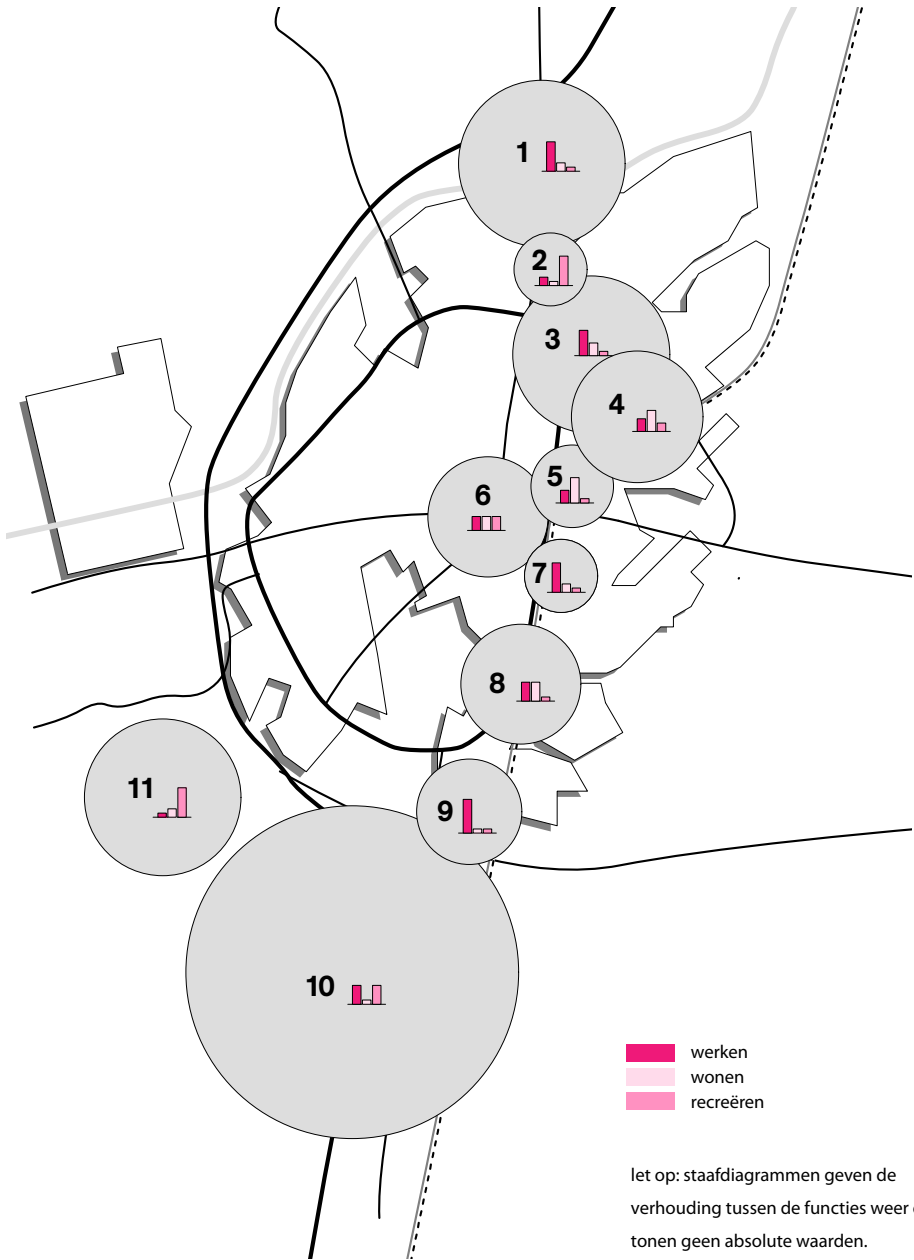 1
2
3
4
5
6
7
8
9
11
10
werken
wonen
recreëren
let op: staafdiagrammen geven de
verhouding tussen de functies weer
tonen geen absolute waarden.